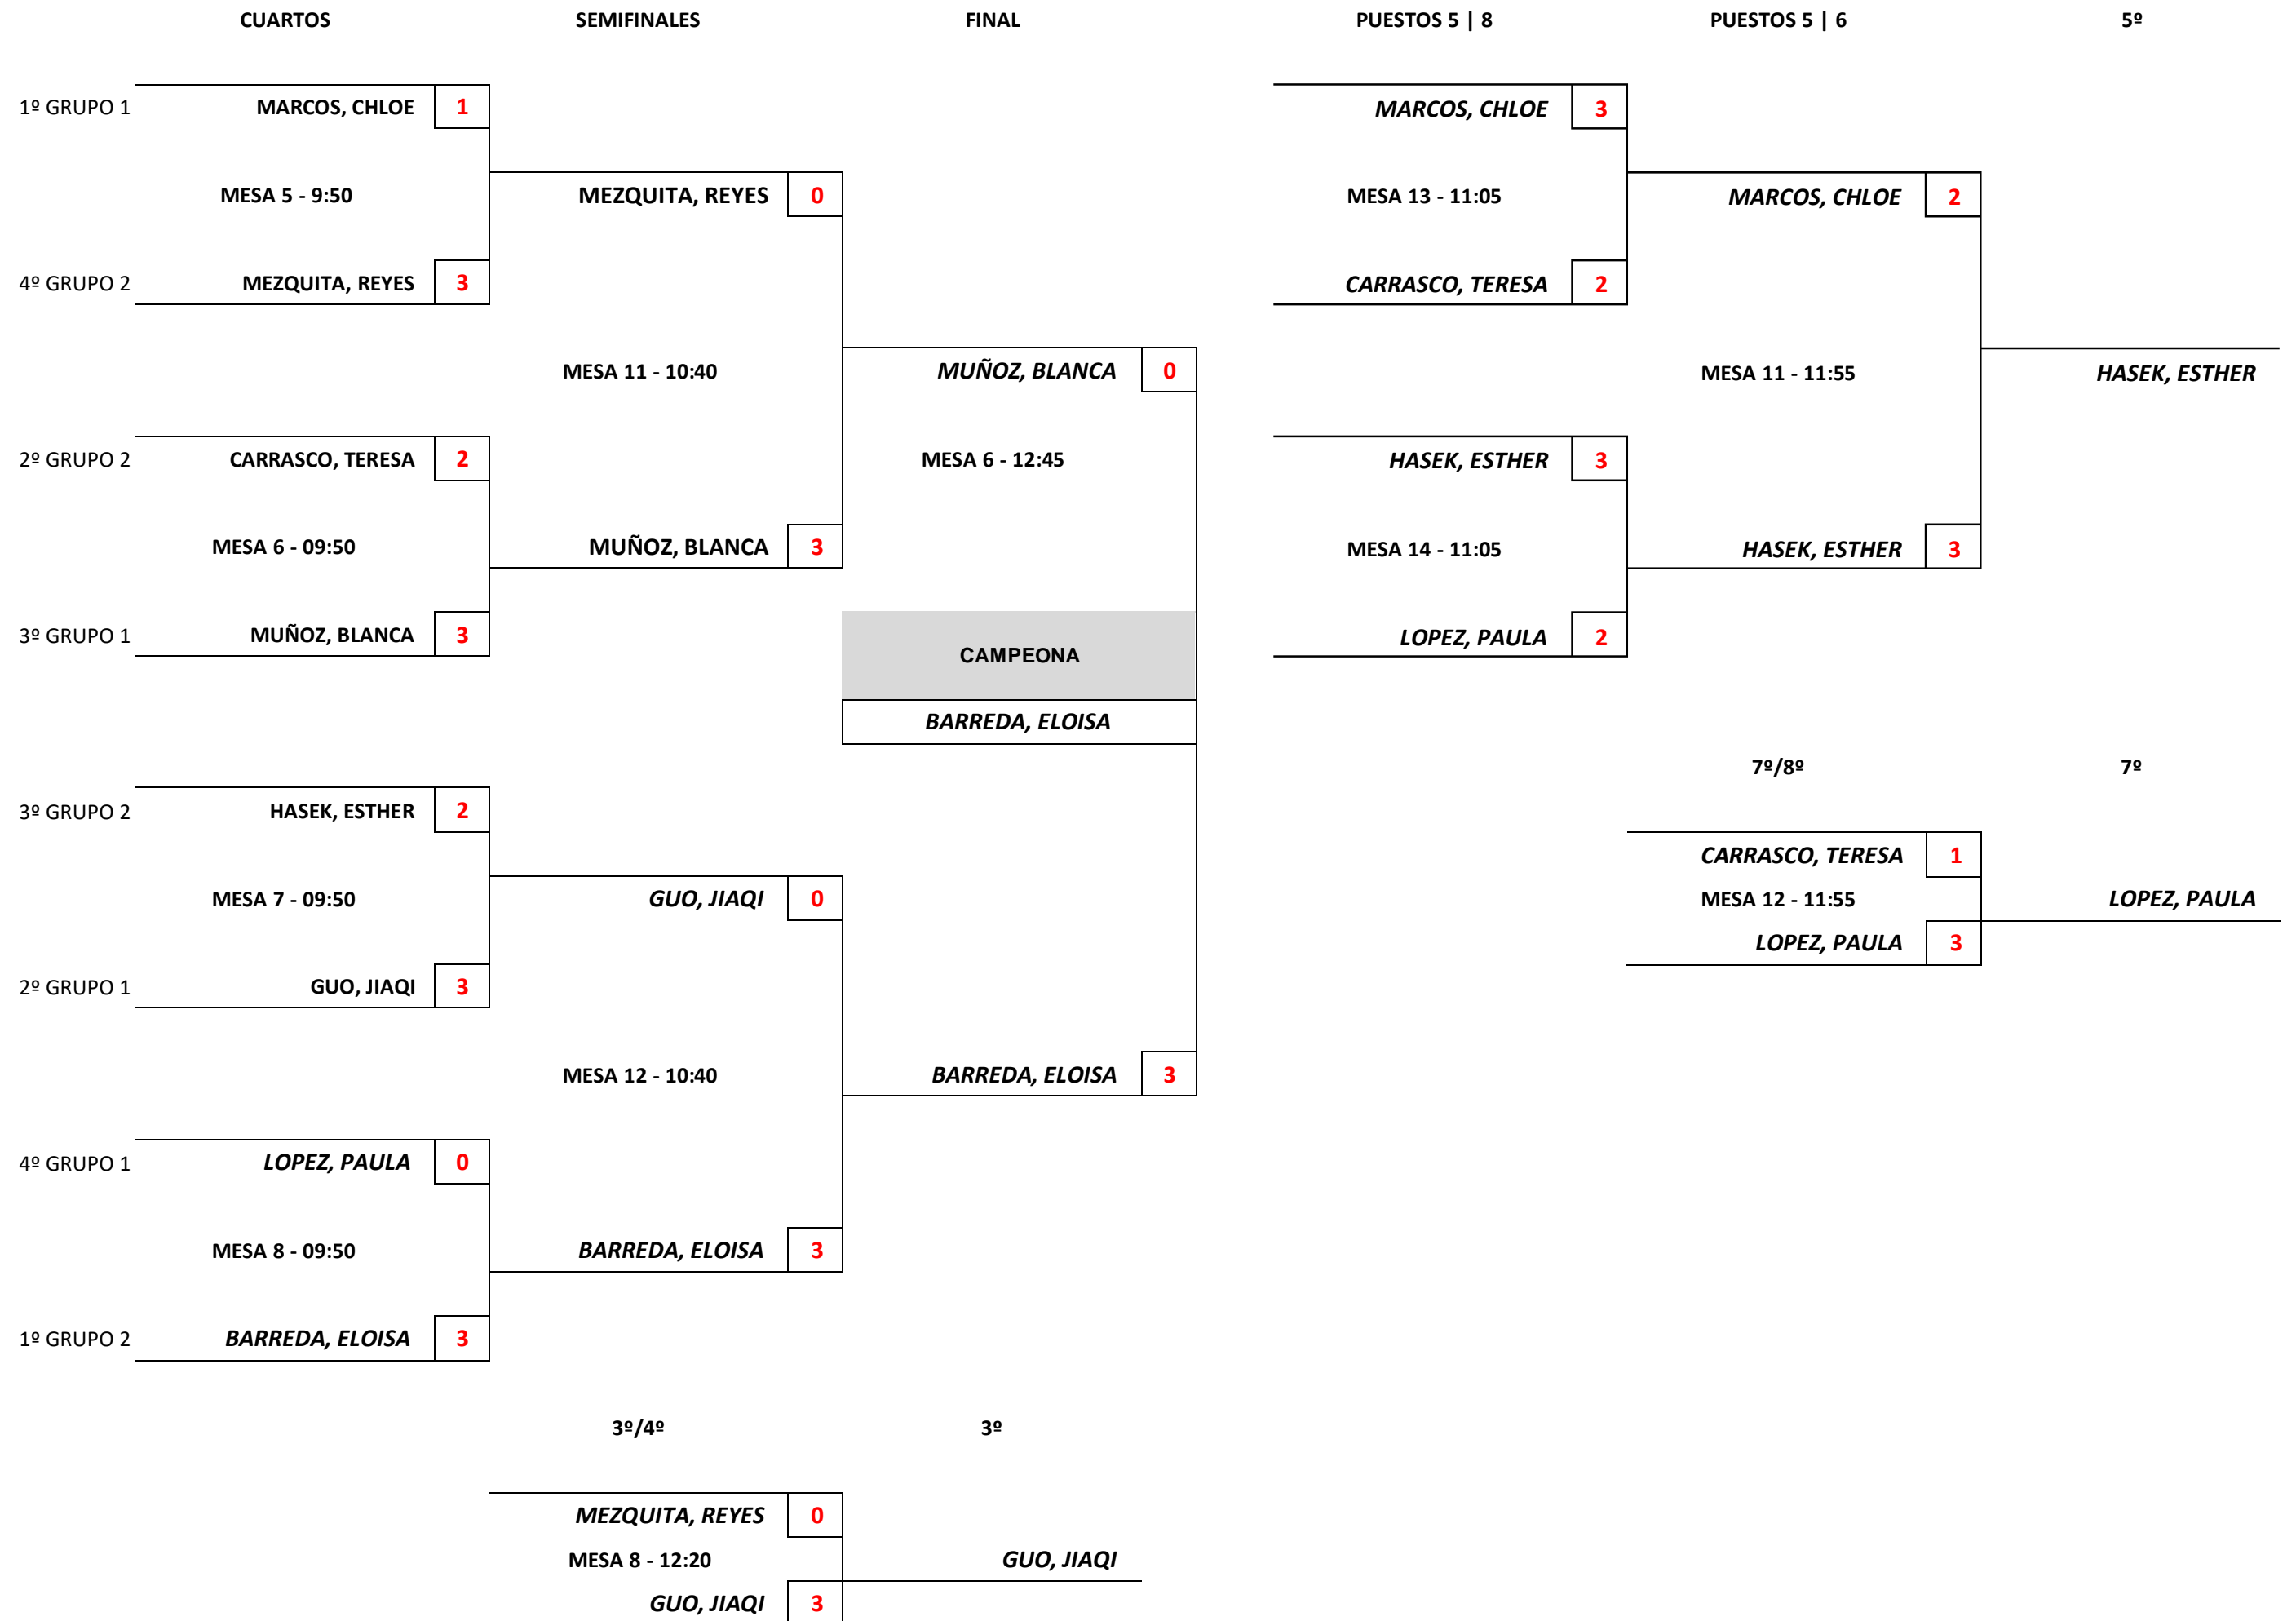 CUARTOS SEMIFINALES FINAL PUESTOS 5 | 8 PUESTOS 5 | 6 5º
1º GRUPO 1 MARCOS, CHLOE 1 MARCOS, CHLOE 3
MESA 5 - 9:50 MEZQUITA, REYES 0 MESA 13 - 11:05 MARCOS, CHLOE 2
4º GRUPO 2 MEZQUITA, REYES 3 CARRASCO, TERESA 2
MESA 11 - 10:40 MUÑOZ, BLANCA 0 MESA 11 - 11:55 HASEK, ESTHER
2º GRUPO 2 CARRASCO, TERESA 2 MESA 6 - 12:45 HASEK, ESTHER 3
MESA 6 - 09:50 MUÑOZ, BLANCA 3 MESA 14 - 11:05 HASEK, ESTHER 3
3º GRUPO 1 MUÑOZ, BLANCA 3 LOPEZ, PAULA 2
CAMPEONA
BARREDA, ELOISA
7º/8º 7º
3º GRUPO 2 HASEK, ESTHER 2
CARRASCO, TERESA 1
MESA 7 - 09:50 GUO, JIAQI 0 MESA 12 - 11:55 LOPEZ, PAULA
LOPEZ, PAULA 3
2º GRUPO 1 GUO, JIAQI 3
MESA 12 - 10:40 BARREDA, ELOISA 3
4º GRUPO 1 LOPEZ, PAULA 0
MESA 8 - 09:50 BARREDA, ELOISA 3
1º GRUPO 2 BARREDA, ELOISA 3
3º/4º 3º
MEZQUITA, REYES 0
MESA 8 - 12:20 GUO, JIAQI
GUO, JIAQI 3